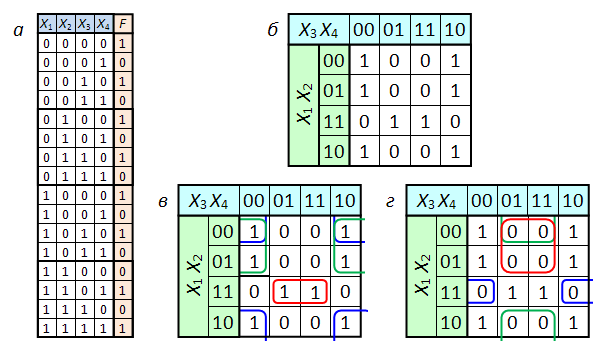 а
X1 X2 X3 X4 F
0 0 0 0 1
0 0 0 1 0
0 0 1 0 1
0 0 1 1 0
0 1 0 0 1
0 1 0 1 0
0 1 1 0 1
0 1 1 1 0
1 0 0 0 1
1 0 0 1 0
1 0 1 0 1
1 0 1 1 0
1 1 0 0 0
1 1 0 1 1
1 1 1 0 0
1 1 1 1 1
б
X3 X4 00 01 11 10
X1 X2
00 1 0 0 1
01 1 0 0 1
11 0 1 1 0
10 1 0 0 1
в
X3 X4 00 01 11 10
X1 X2
00 1 0 0 1
01 1 0 0 1
11 0 1 1 0
10 1 0 0 1
г
X3 X4 00 01 11 10
X1 X2
00 1 0 0 1
01 1 0 0 1
11 0 1 1 0
10 1 0 0 1